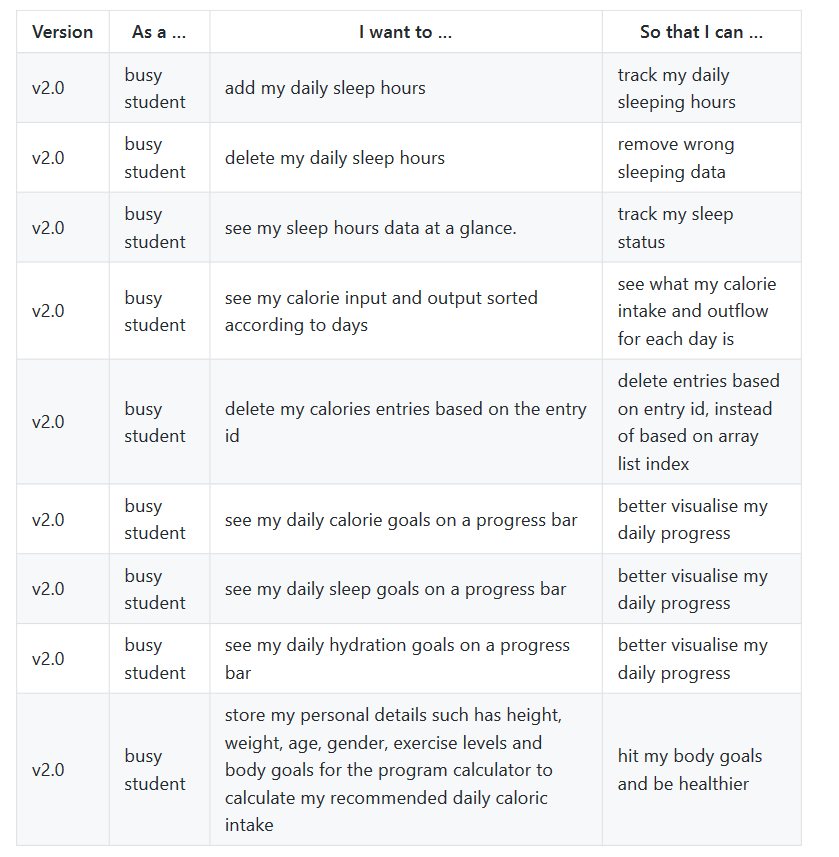 Version As a ... I want to ... So that I can ...
v2.0 busy student add my daily sleep hours track my daily sleeping hours
v2.0 busy student delete my daily sleep hours remove wrong sleeping data
v2.0 busy student see my sleep hours data at a glance. track my sleep status
v2.0 busy student see my calorie input and output sorted according to days see what my calorie intake and outflow for each day is
v2.0 busy student delete my calories entries based on the entry id delete entries based on entry id, instead of based on array list index
v2.0 busy student see my daily calorie goals on a progress bar better visualise my daily progress
v2.0 busy student see my daily sleep goals on a progress bar better visualise my daily progress
v2.0 busy student see my daily hydration goals on a progress bar better visualise my daily progress
v2.0 busy student store my personal details such has height, weight, age, gender, exercise levels and body goals for the program calculator to calculate my recommended daily caloric intake hit my body goals and be healthier